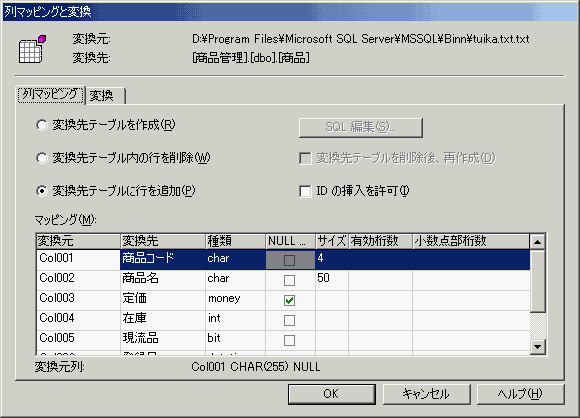 列マッピングと変換
変換元: D:¥Program Files¥Microsoft SQL Server¥MSSQL¥Binn¥tuika.txt.txt
変換先: [商品管理].[dbo].[商品]
列マッピング 変換
変換先テーブルを作成(R) SQL 編集(S)...
変換先テーブル内の行を削除(W) 変換先テーブルを削除後、再作成(D)
変換先テーブルに行を追加(P) ID の挿入を許可(I)
マッピング(M):
変換元 変換先 種類 NULL ... サイズ 有効桁数 小数点部桁数
Col001 商品コード char 4
Col002 商品名 char 50
Col003 定価 money
Col004 在庫 int
Col005 現流品 bit
変換元列: Col001 CHAR(255) NULL
OK キャンセル ヘルプ(H)